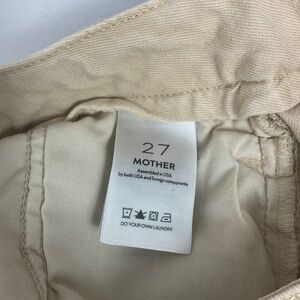 27
MOTHER
Assembled in USA
by both USA and foreign components
DO YOUR OWN LAUNDRY